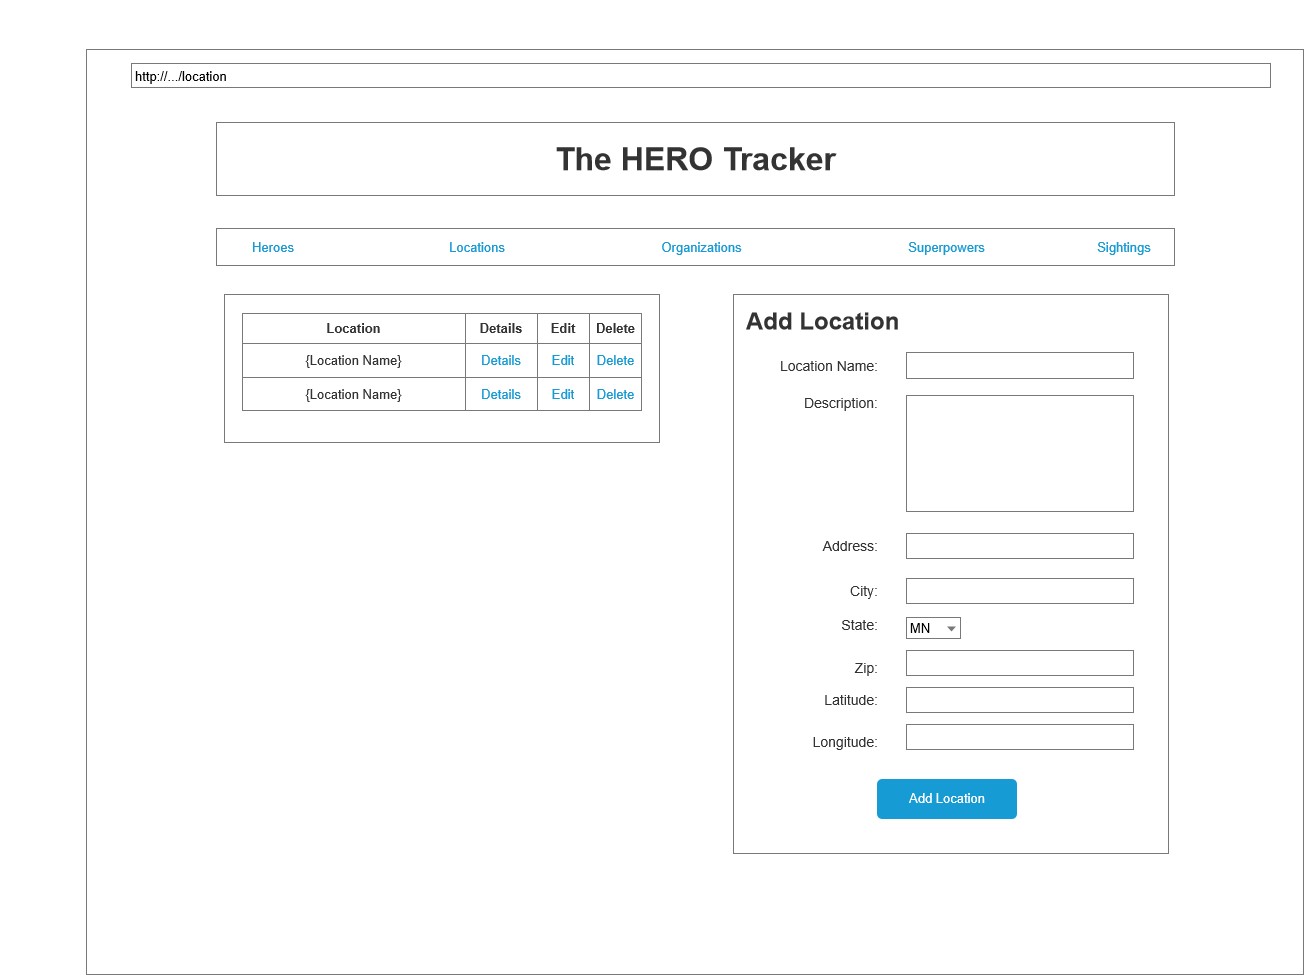 http://.../location
The HERO Tracker
Heroes Locations Organizations Superpowers Sightings
Location Details Edit Delete
{Location Name} Details Edit Delete
{Location Name} Details Edit Delete
Add Location
Location Name:
Description:
Address:
City:
State: MN
Zip:
Latitude:
Longitude:
Add Location